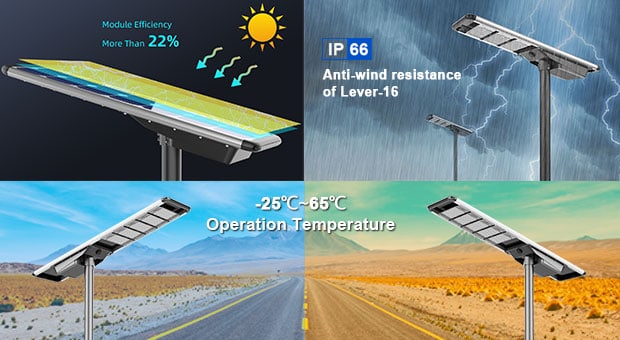 Module Efficiency
More Than 22%
IP 66
Anti-wind resistance
of Lever-16
-25℃~65℃
Operation Temperature